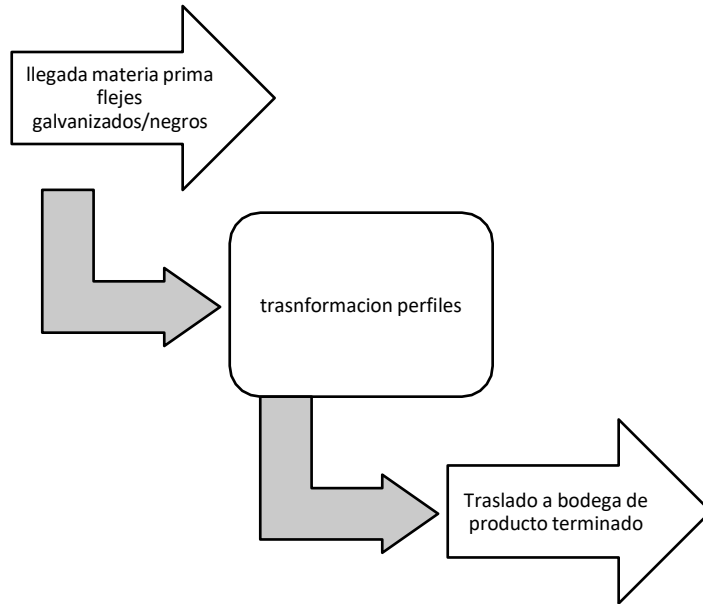 llegada materia prima
flejes
galvanizados/negros
trasnformacion perfiles
Traslado a bodega de
producto terminado